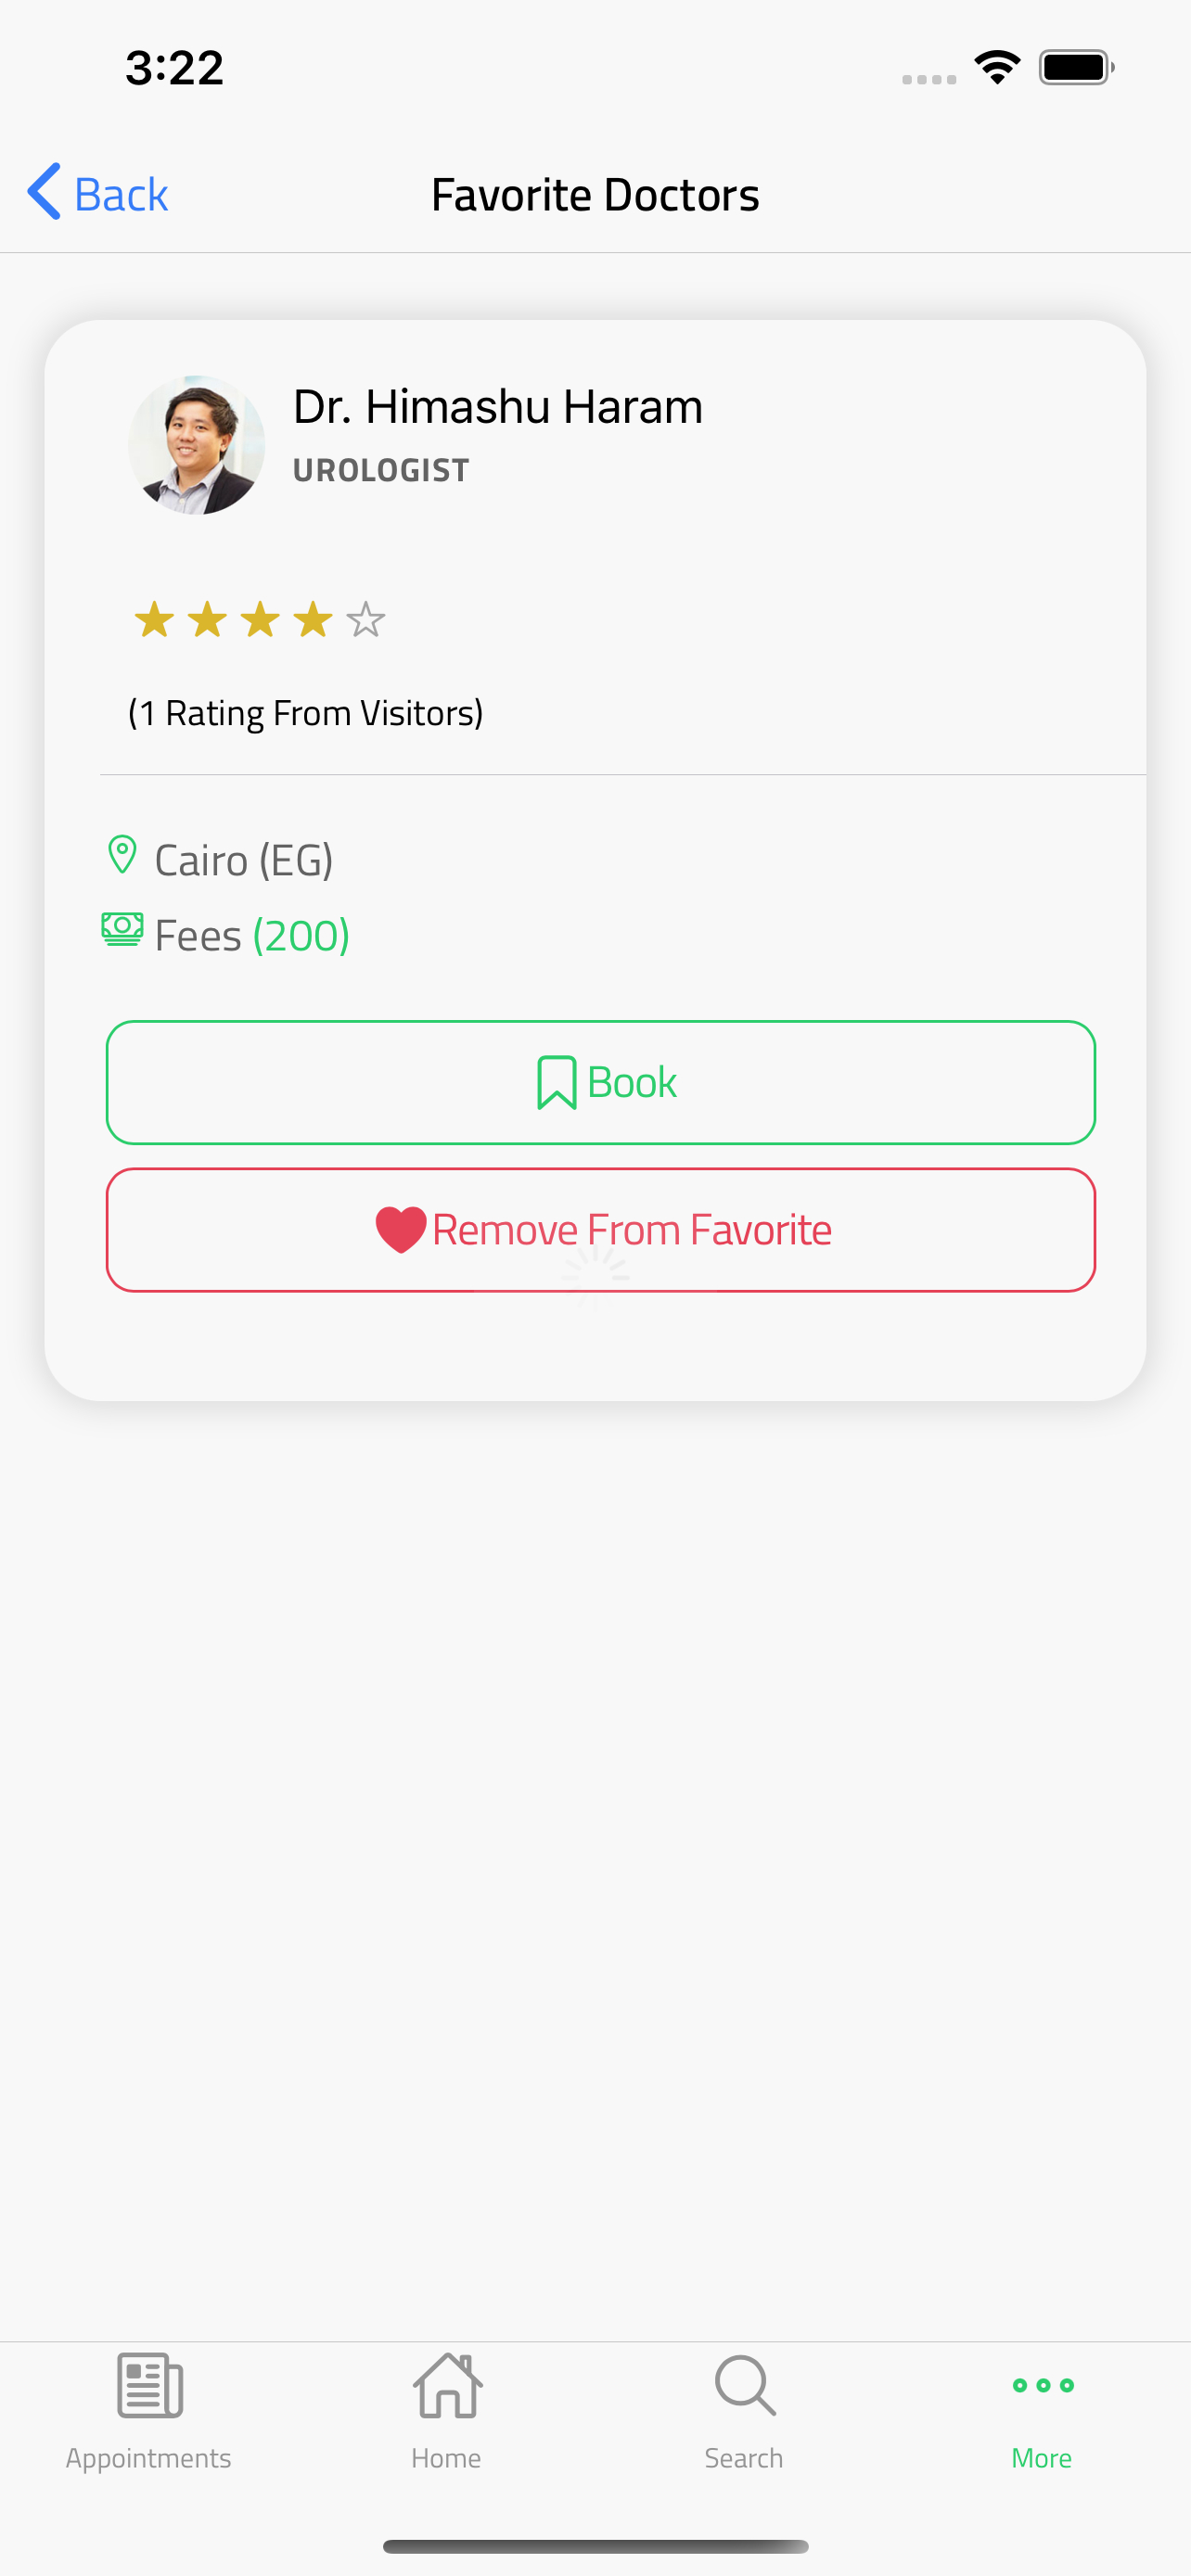 3:22
Back
Favorite Doctors
Dr. Himashu Haram
UROLOGIST
(1 Rating From Visitors)
Cairo (EG)
Fees (200)
Book
Remove From Favorite
Appointments
Home
Search
More